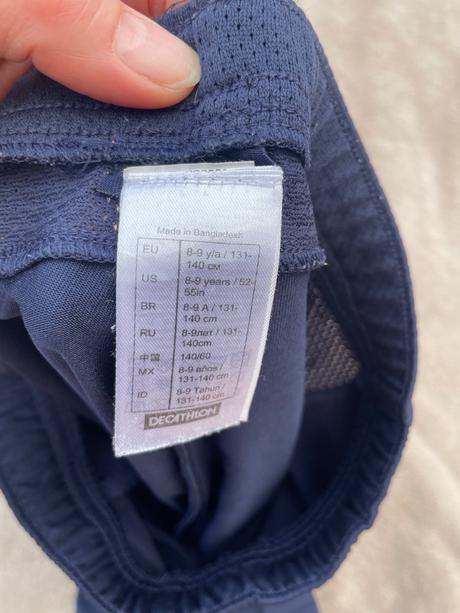 Made in Bangladesh
EU 8-9 y/a / 131-
140 см
US 8-9 years / 52-
55in
BR 8-9 A / 131-
140 cm
RU 8-9лет / 131-
140cm
中国 140/60
MX 8-9 años /
131-140 cm
ID 8-9 Tahun /
131-140 cm
DECATHLON